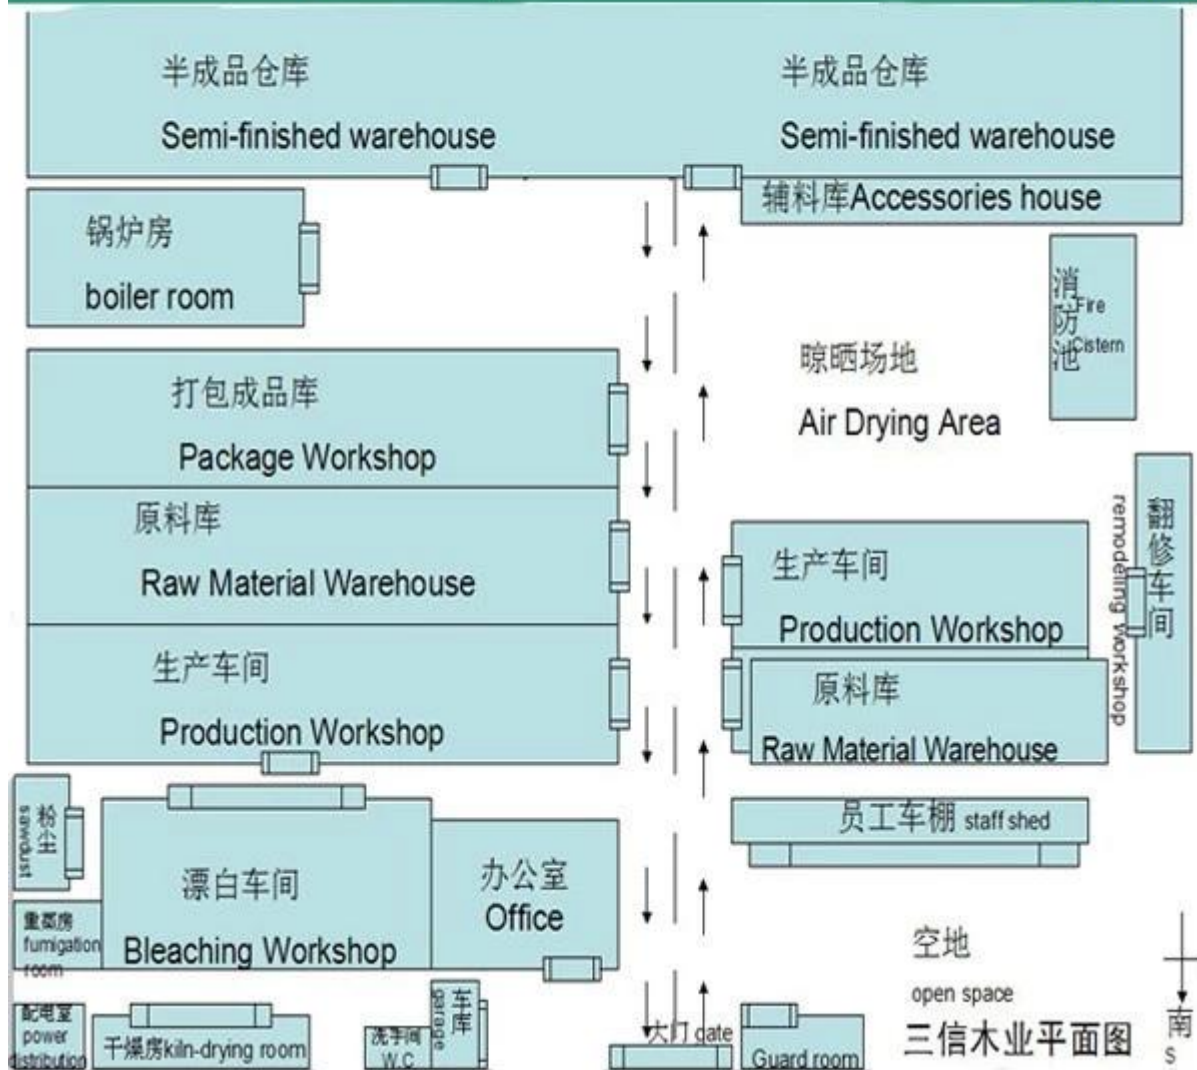 半成品仓库
Semi-finished warehouse
半成品仓库
Semi-finished warehouse
辅料库Accessories house
锅炉房
boiler room
消防池
Fire
Cistern
晾晒场地
Air Drying Area
打包成品库
Package Workshop
原料库
Raw Material Warehouse
生产车间
Production Workshop
生产车间
Production Workshop
原料库
Raw Material Warehouse
翻修车间
remodeling workshop
粉尘
sawdust
漂白车间
Bleaching Workshop
办公室
Office
员工车棚 staff shed
重蒸房
fumigation
room
空地
open space
配电室
power
distribution
干燥房kiln-drying room
洗手间
W.C
车库
garage
大门 gate
Guard room
三信木业平面图
南
S